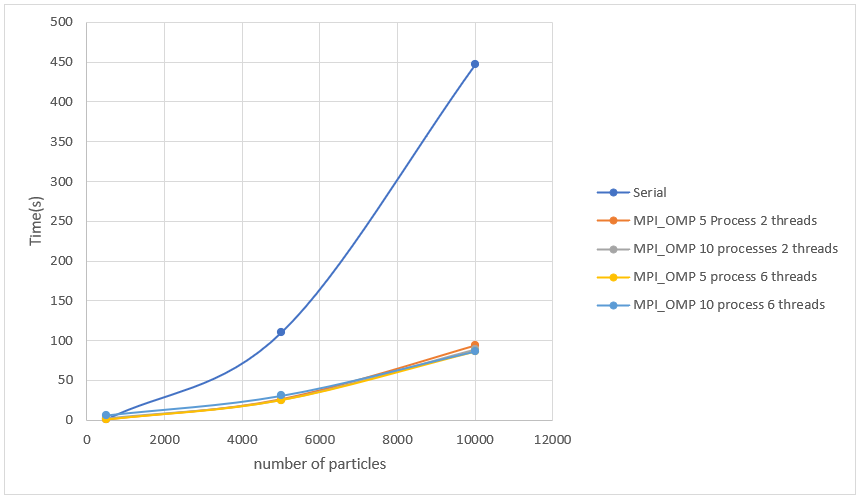 500
450
400
350
300
250
200
150
100
50
0
Time(s)
0 2000 4000 6000 8000 10000 12000
number of particles
Serial
MPI_OMP 5 Process 2 threads
MPI_OMP 10 processes 2 threads
MPI_OMP 5 process 6 threads
MPI_OMP 10 process 6 threads